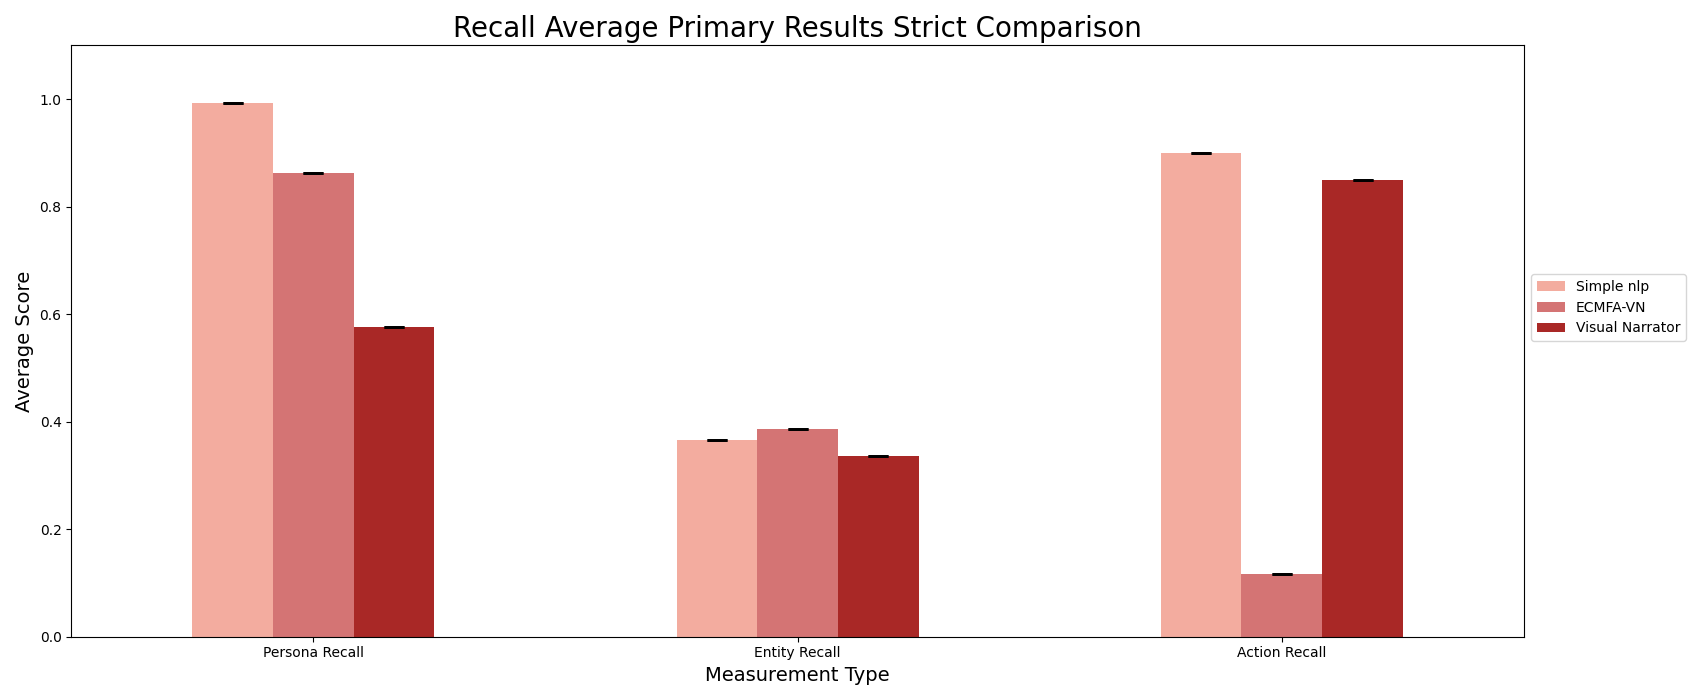 Recall Average Primary Results Strict Comparison
Average Score
1.0
0.8
0.6
0.4
0.2
0.0
Persona Recall
Entity Recall
Action Recall
Measurement Type
Simple nlp
ECMFA-VN
Visual Narrator